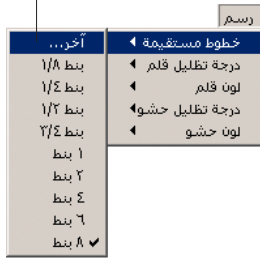 رسم
خطوط مستقيمة
درجة تظليل قلم
لون قلم
درجة تظليل حشو
لون حشو
آخر...
بنط ١/٨
بنط ١/٤
بنط ١/٢
بنط ٣/٤
١ بنط
٢ بنط
٤ بنط
٦ بنط
٨ بنط